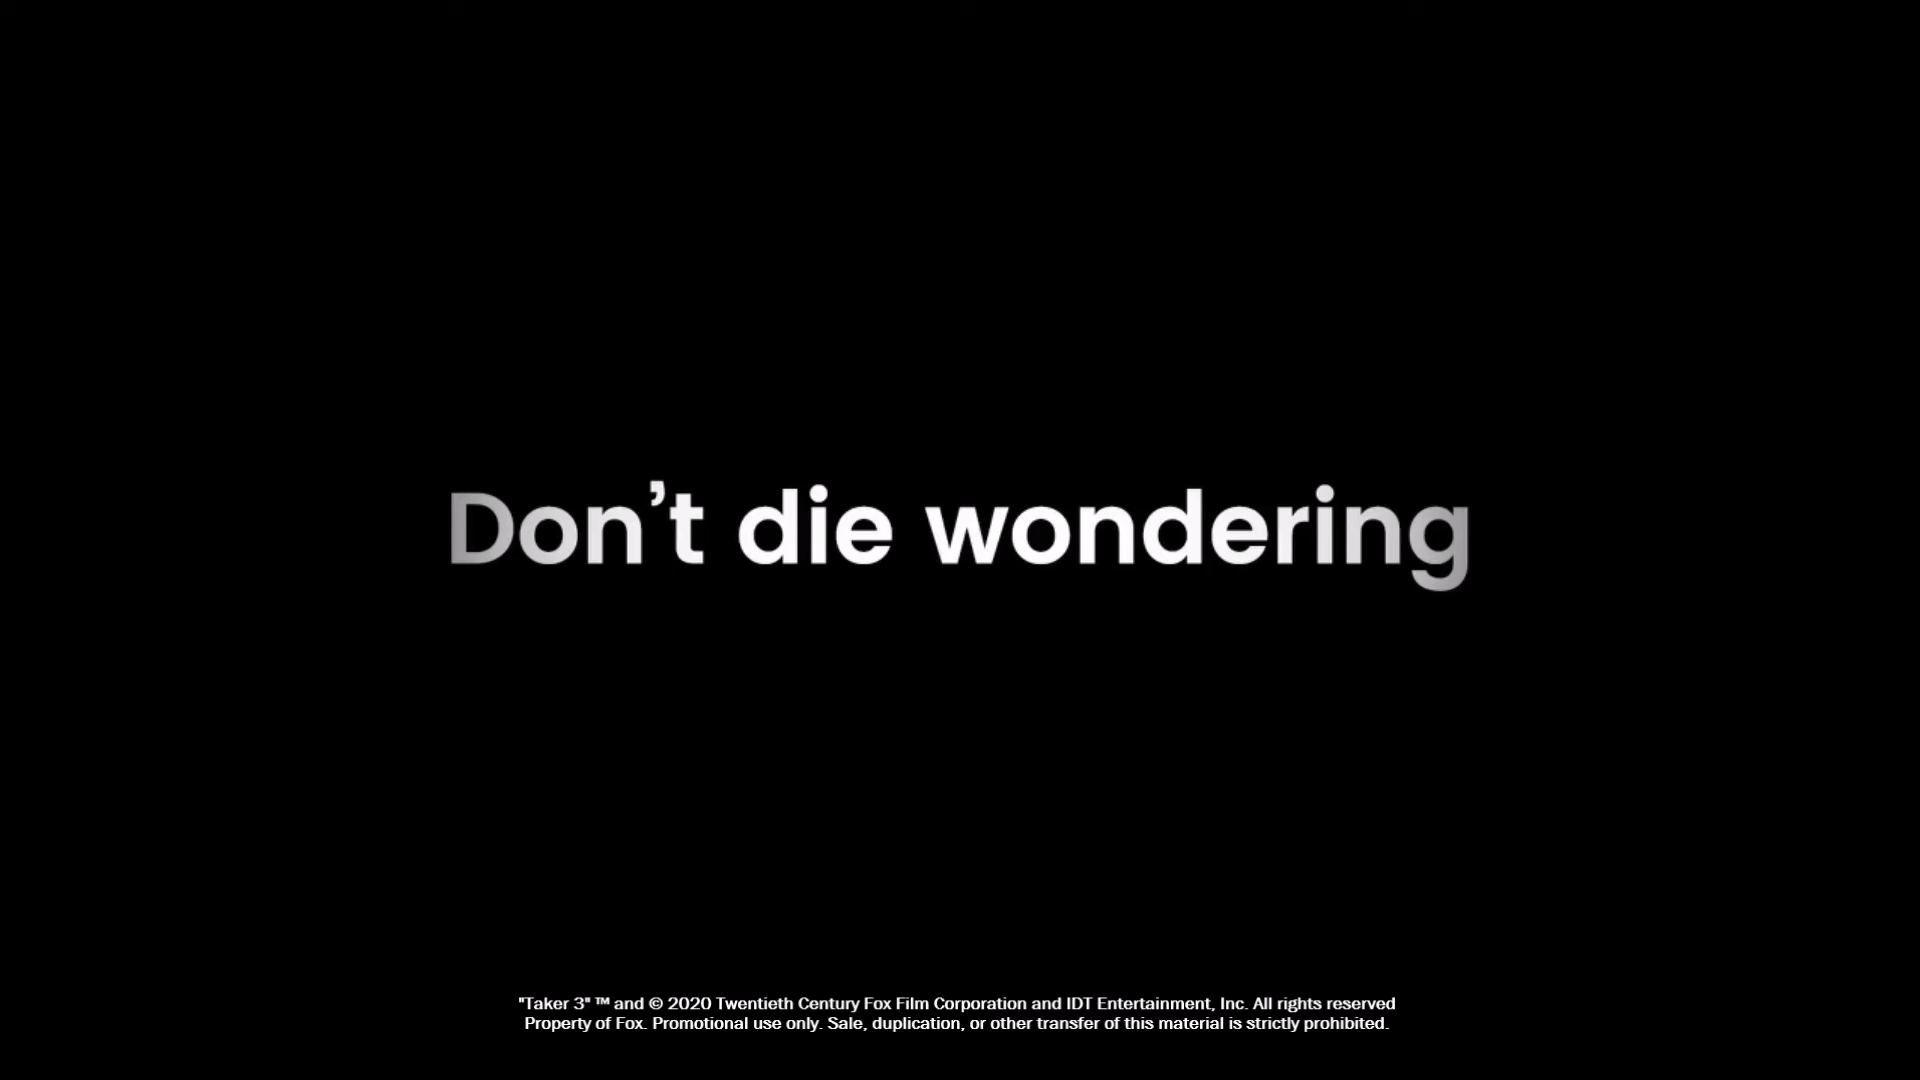 Don’t die wondering
"Taker 3" ™ and © 2020 Twentieth Century Fox Film Corporation and IDT Entertainment, Inc. All rights reserved
Property of Fox. Promotional use only. Sale, duplication, or other transfer of this material is strictly prohibited.